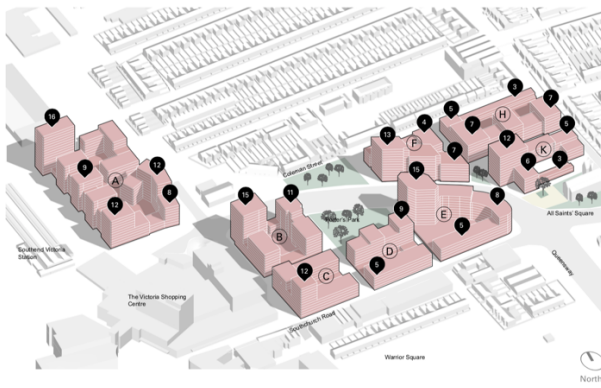 3
7
5
16
4
7
5
H
13
12
F
K
12
9
7
15
6
3
A
Coleman Street
8
12
11
8
15
9
All Saints' Square
E
5
B
D
Southend Victoria
Station
Queensway
5
12
C
The Victoria Shopping
Centre
Southchurch Road
Warrior Square
North